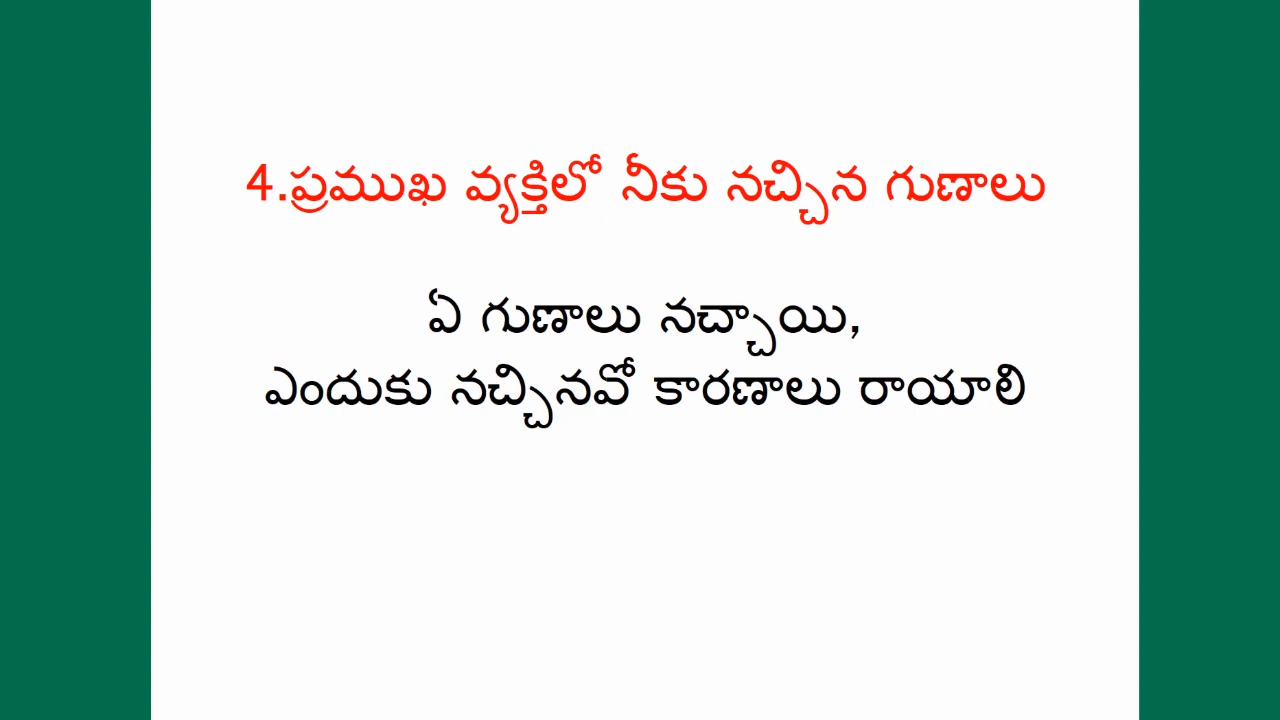 4.ప్రముఖ వ్యక్తిలో నీకు నచ్చిన గుణాలు
ఏ గుణాలు నచ్చాయి,
ఎందుకు నచ్చినవో కారణాలు రాయాలి